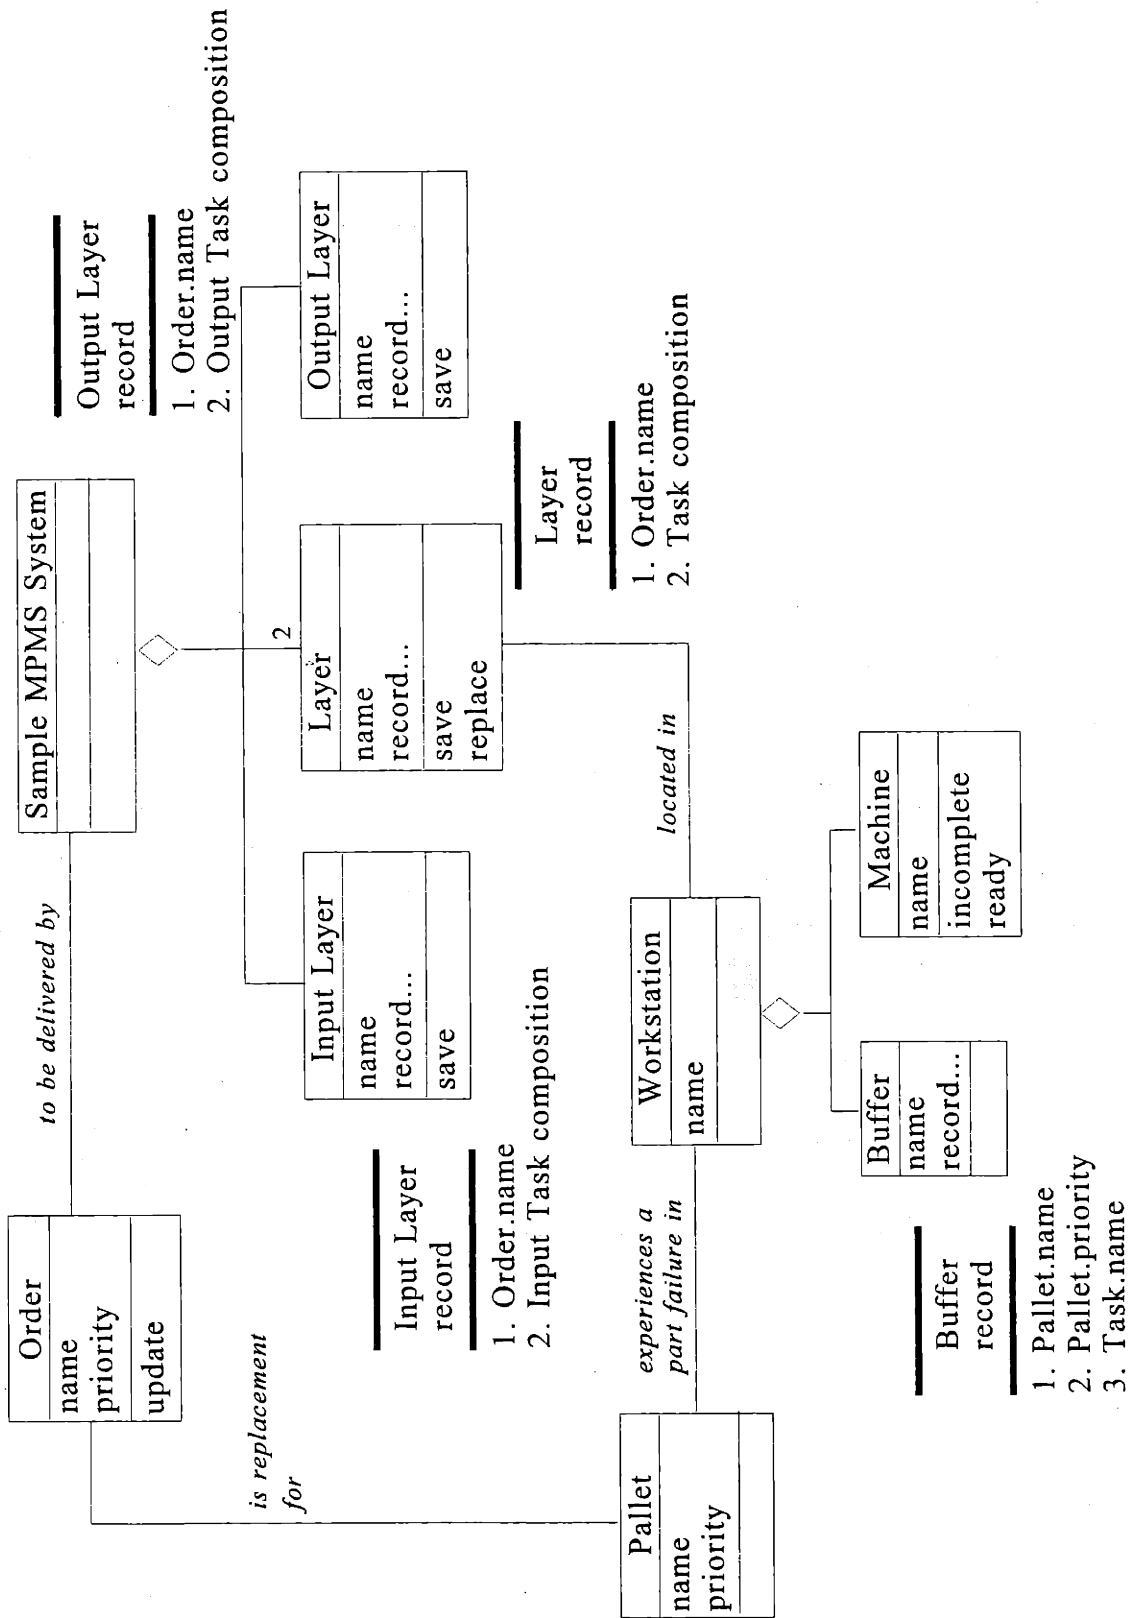 Order
name
priority
update
to be delivered by
Sample MPMS System
Output Layer
record
1. Order.name
2. Output Task composition
is replacement
for
Input Layer
record
1. Order.name
2. Input Task composition
Input Layer
name
record...
save
2
Layer
name
record...
save
replace
Output Layer
name
record...
save
Layer
record
1. Order.name
2. Task composition
Pallet
name
priority
experiences a
part failure in
Workstation
name
located in
Buffer
record
1. Pallet.name
2. Pallet.priority
3. Task.name
Buffer
name
record...
Machine
name
incomplete
ready